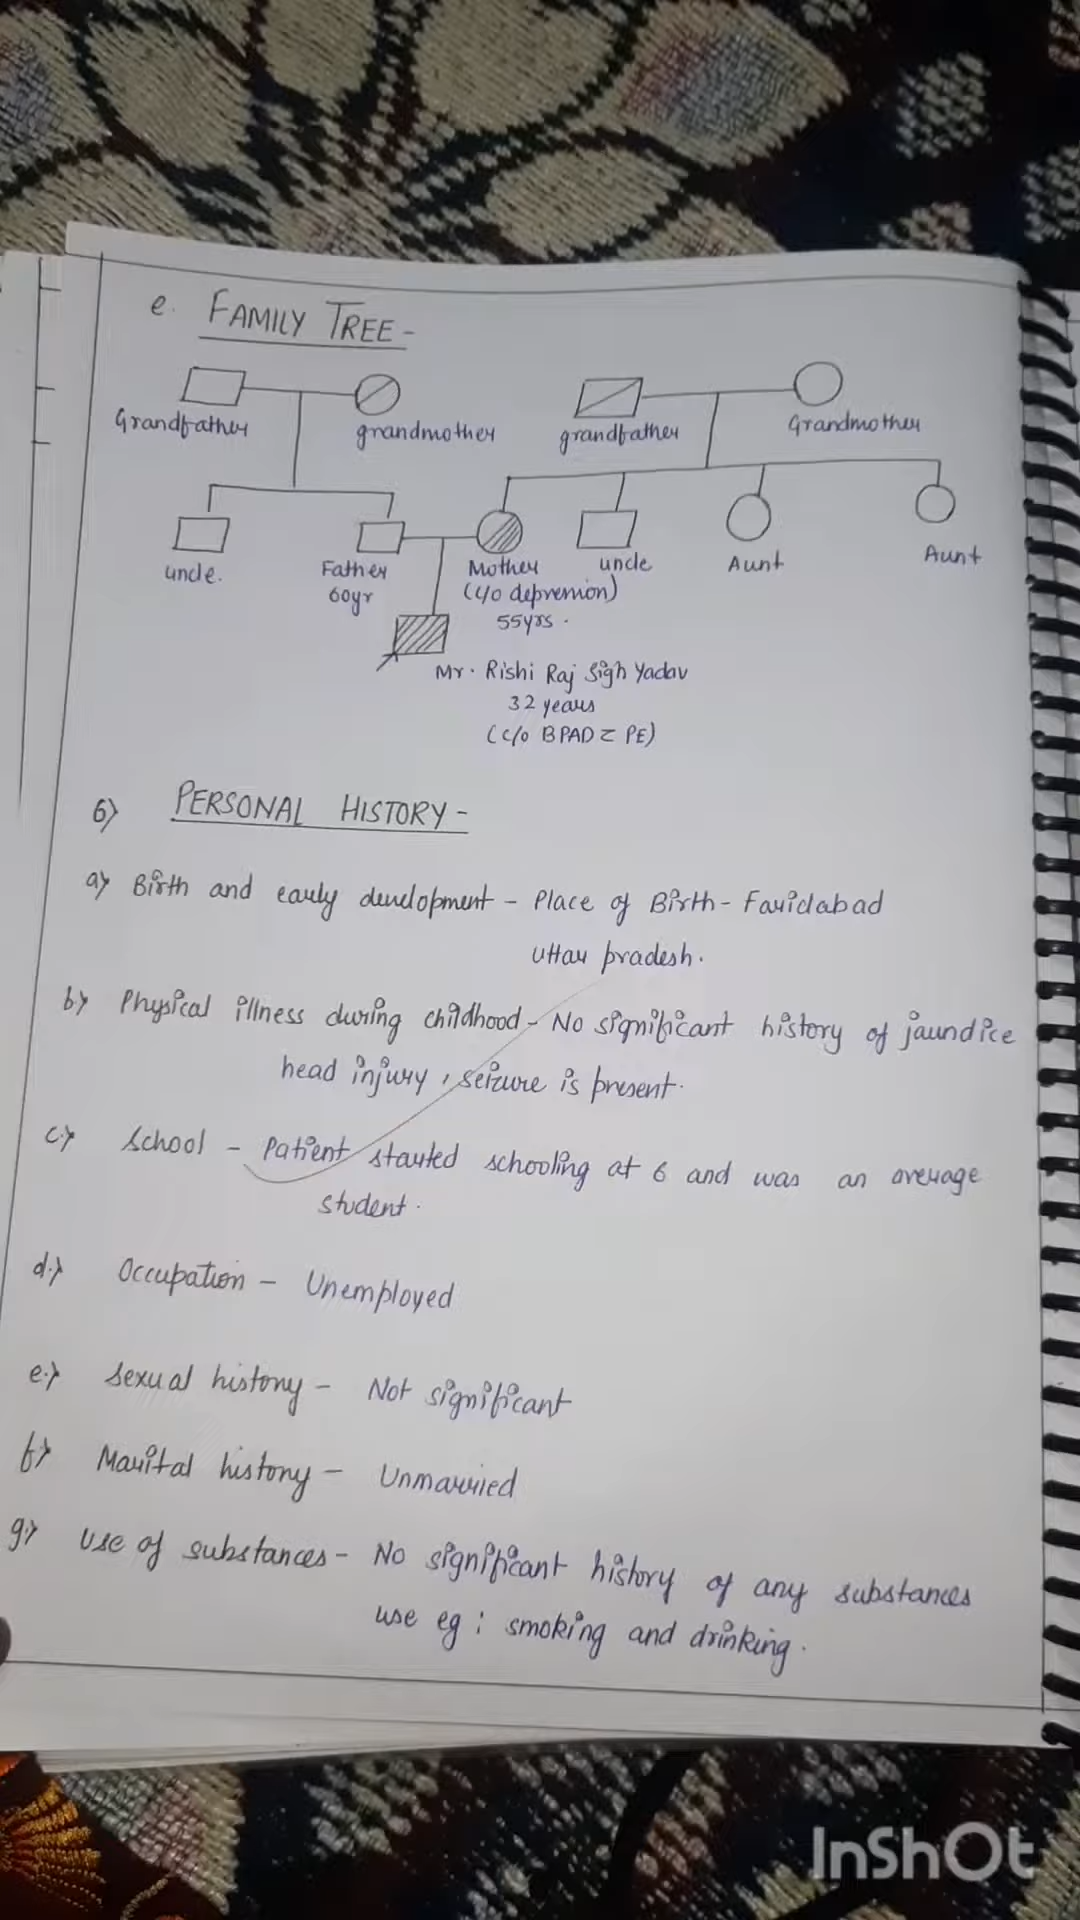 e. FAMILY TREE -
Grandfather grandmother grandfather Grandmother
uncle. Father Mother uncle Aunt Aunt
60yr (c/o depression)
55yrs.
Mr. Rishi Raj Sigh Yadav
32 years
(c/o BPAD c̄ PE)
6) PERSONAL HISTORY -
a) Birth and early development - Place of Birth - Faridabad
Uttar pradesh.
b) Physical illness during childhood - No significant history of jaundice
head injury, seizure is present.
c.) School - Patient started schooling at 6 and was an average
student.
d.) Occupation - Unemployed
e.) Sexual history - Not significant
f) Marital history - Unmarried
g.) Use of substances - No significant history of any substances
use eg: smoking and drinking.
InShOt